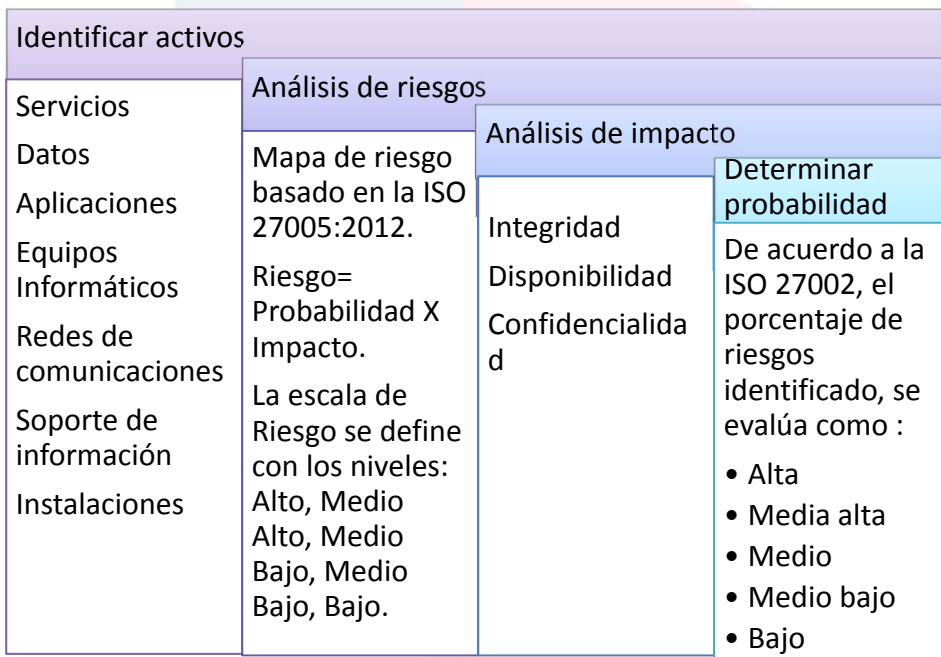 Identificar activos
Servicios
Datos
Aplicaciones
Equipos
Informáticos
Redes de
comunicaciones
Soporte de
información
Instalaciones
Análisis de riesgos
Mapa de riesgo
basado en la ISO
27005:2012.
Riesgo=
Probabilidad X
Impacto.
La escala de
Riesgo se define
con los niveles:
Alto, Medio
Alto, Medio
Bajo, Medio
Bajo, Bajo.
Análisis de impacto
Integridad
Disponibilidad
Confidencialida
d
Determinar
probabilidad
De acuerdo a la
ISO 27002, el
porcentaje de
riesgos
identificado, se
evalúa como :
• Alta
• Media alta
• Medio
• Medio bajo
• Bajo